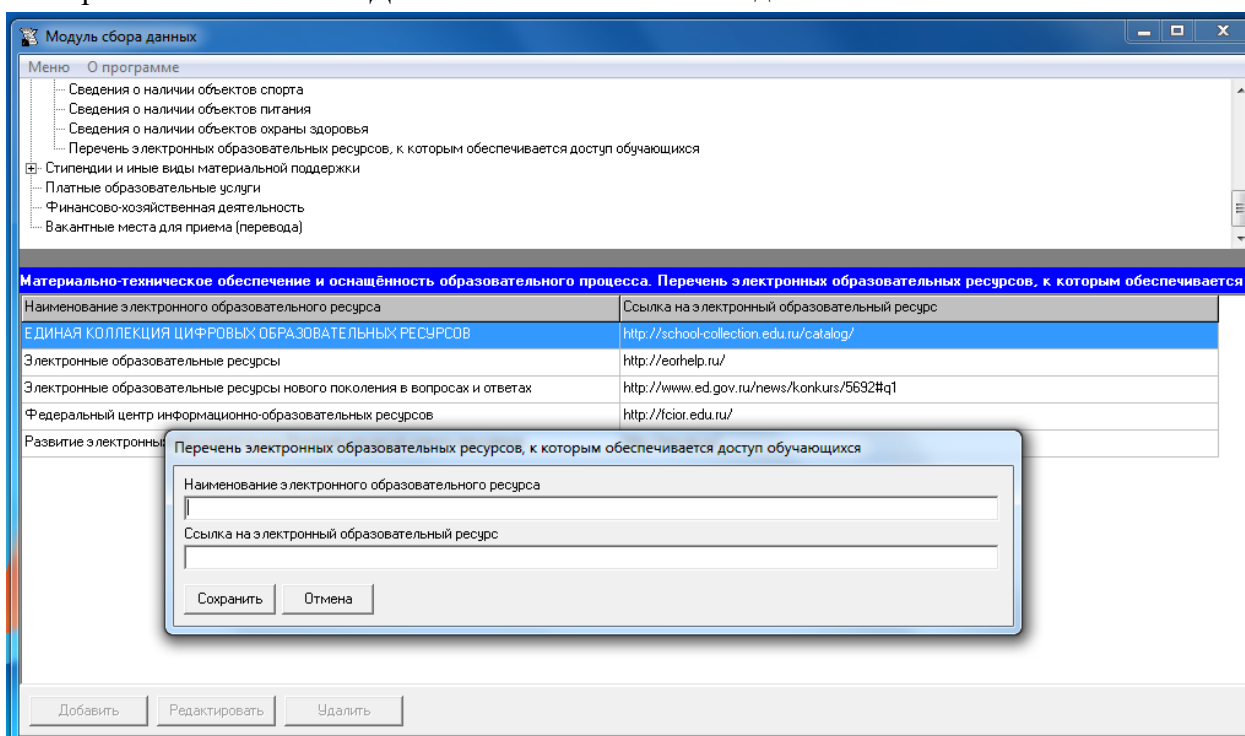 Модуль сбора данных
Меню О программе
Сведения о наличии объектов спорта
Сведения о наличии объектов питания
Сведения о наличии объектов охраны здоровья
Перечень электронных образовательных ресурсов, к которым обеспечивается доступ обучающихся
Стипендии и иные виды материальной поддержки
Платные образовательные услуги
Финансово-хозяйственная деятельность
Вакантные места для приема (перевода)
Материально-техническое обеспечение и оснащённость образовательного процесса. Перечень электронных образовательных ресурсов, к которым обеспечивается
Наименование электронного образовательного ресурса Ссылка на электронный образовательный ресурс
ЕДИНАЯ КОЛЛЕКЦИЯ ЦИФРОВЫХ ОБРАЗОВАТЕЛЬНЫХ РЕСУРСОВ http://school-collection.edu.ru/catalog/
Электронные образовательные ресурсы http://eorhelp.ru/
Электронные образовательные ресурсы нового поколения в вопросах и ответах http://www.ed.gov.ru/news/konkurs/5692#q1
Федеральный центр информационно-образовательных ресурсов http://fcior.edu.ru/
Развитие электронных
Перечень электронных образовательных ресурсов, к которым обеспечивается доступ обучающихся
Наименование электронного образовательного ресурса
Ссылка на электронный образовательный ресурс
Сохранить Отмена
Добавить Редактировать Удалить